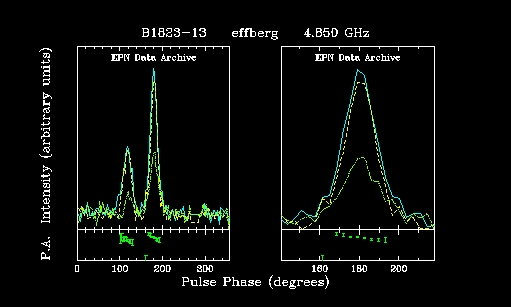 B1823-13 effberg 4.850 GHz
EPN Data Archive EPN Data Archive
P.A. Intensity (arbitrary units)
0 100 200 300 160 180 200
Pulse Phase (degrees)